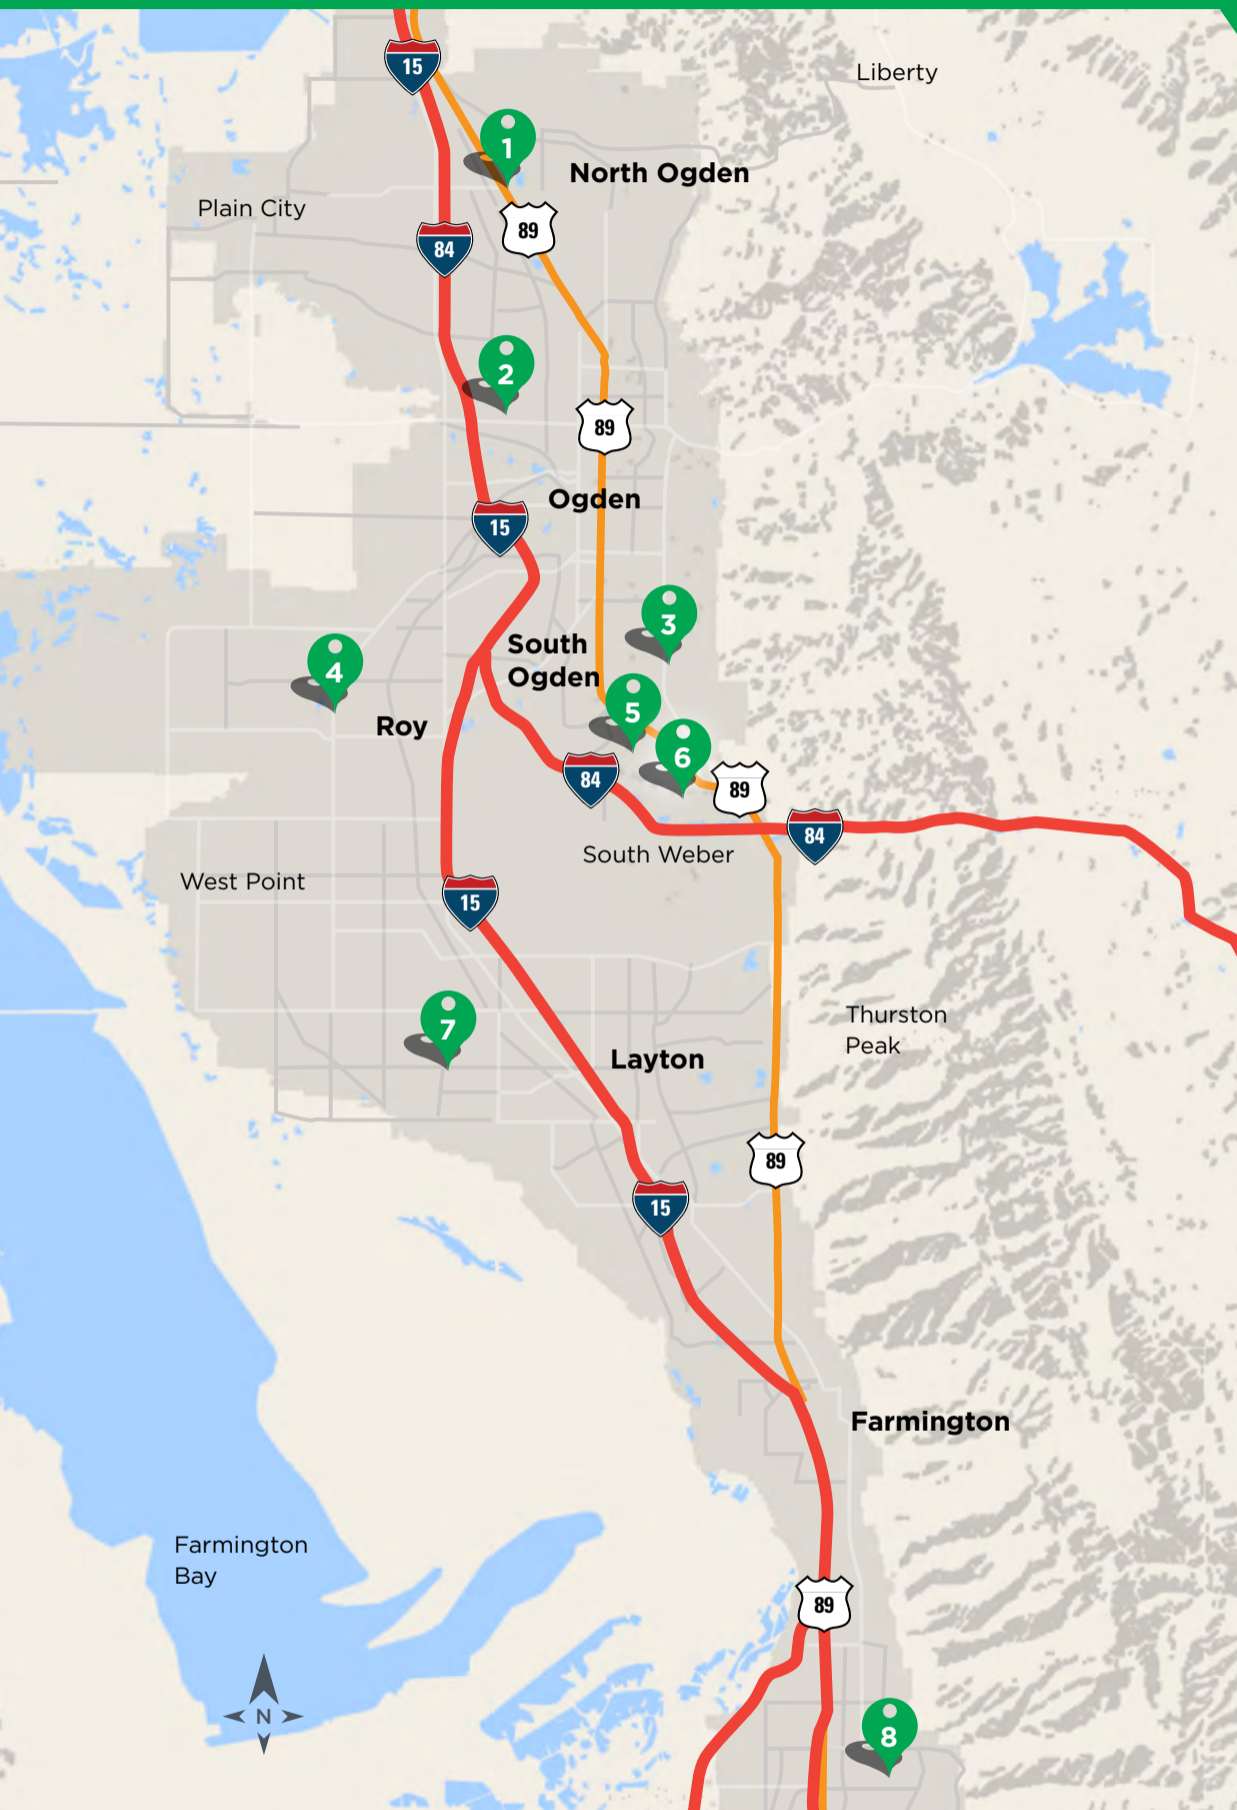 15
Liberty
1
North Ogden
Plain City
89
84
2
89
Ogden
15
3
South
Ogden
4
5
Roy
6
84
89
84
South Weber
West Point
15
Thurston
Peak
7
Layton
89
15
Farmington
Farmington
Bay
89
N
8